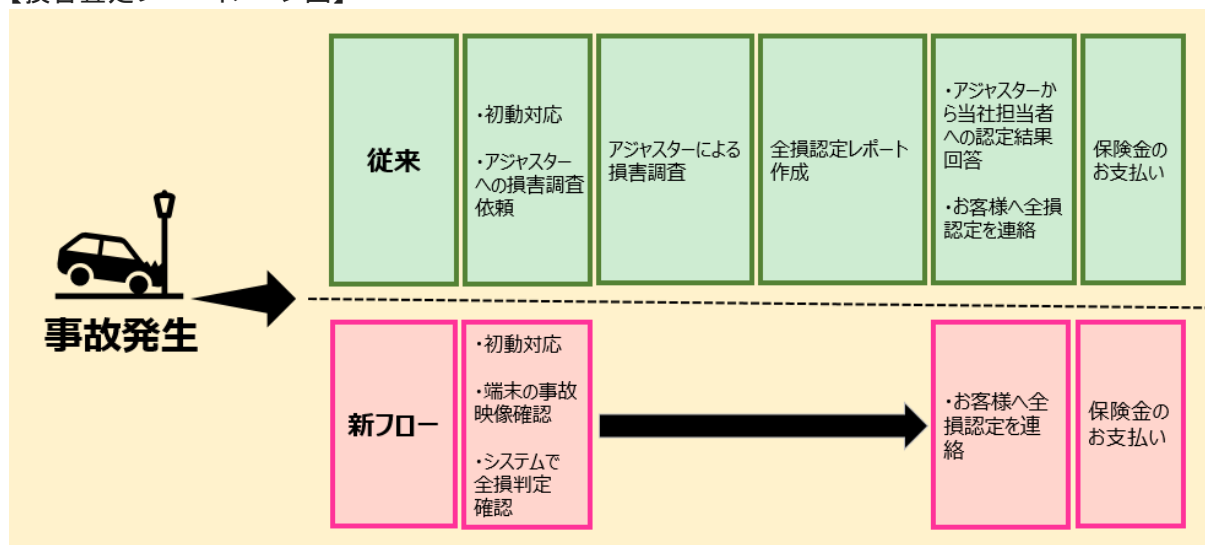 従来
・初動対応
・アジャスター
への損害調査
依頼
アジャスターによる
損害調査
全損認定レポート
作成
・アジャスターか
ら当社担当者
への認定結果
回答
・お客様へ全損
認定を連絡
保険金の
お支払い
事故発生
新フロー
・初動対応
・端末の事故
映像確認
・システムで
全損判定
確認
・お客様へ全
損認定を連
絡
保険金の
お支払い